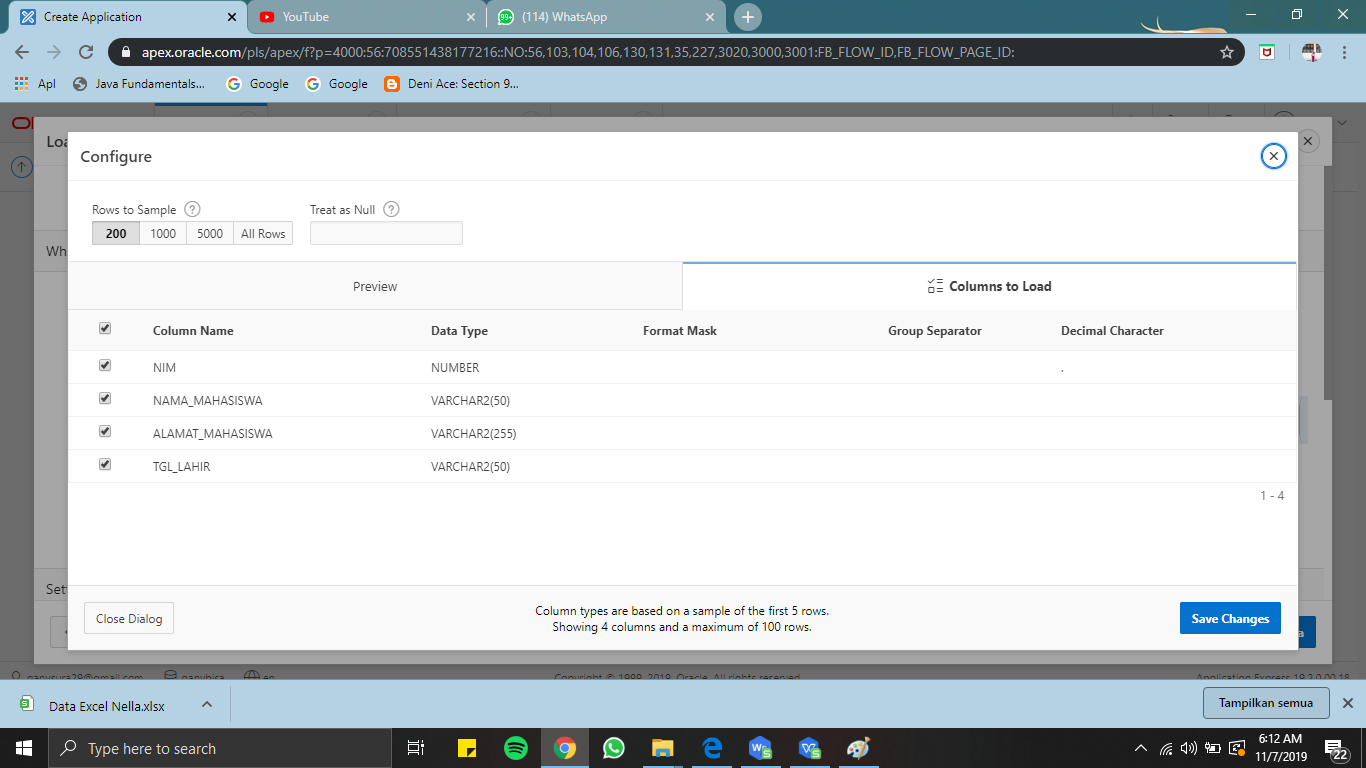 Create Application
YouTube
99+ (114) WhatsApp
apex.oracle.com/pls/apex/f?p=4000:56:708551438177216::NO:56,103,104,106,130,131,35,227,3020,3000,3001:FB_FLOW_ID,FB_FLOW_PAGE_ID:
Apl Java Fundamentals... Google Google Deni Ace: Section 9...
Configure
Rows to Sample ? Treat as Null ?
200 1000 5000 All Rows
Preview Columns to Load
Column Name Data Type Format Mask Group Separator Decimal Character
NIM NUMBER .
NAMA_MAHASISWA VARCHAR2(50)
ALAMAT_MAHASISWA VARCHAR2(255)
TGL_LAHIR VARCHAR2(50)
1 - 4
Close Dialog
Column types are based on a sample of the first 5 rows.
Showing 4 columns and a maximum of 100 rows.
Save Changes
Data Excel Nella.xlsx
Tampilkan semua
Type here to search
6:12 AM
11/7/2019
22